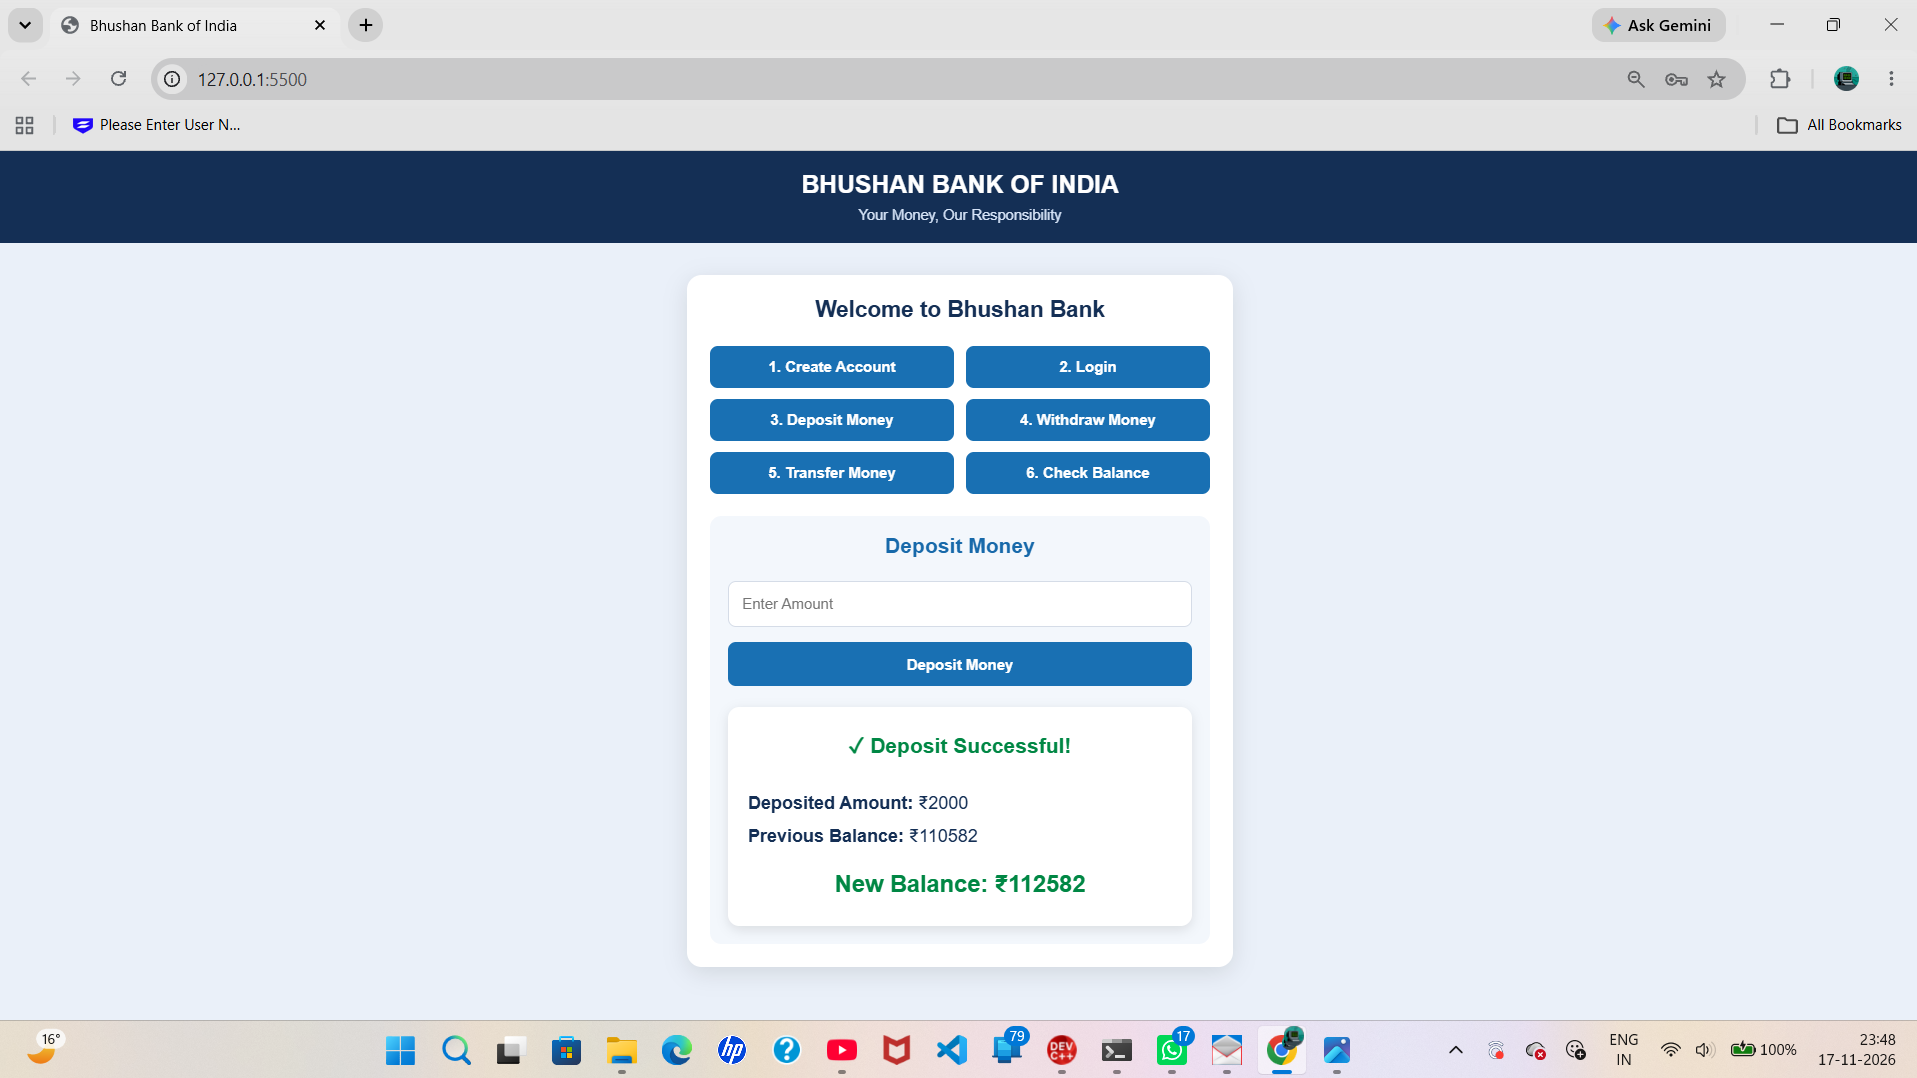 Bhushan Bank of India
Ask Gemini
127.0.0.1:5500
Please Enter User N...
All Bookmarks
BHUSHAN BANK OF INDIA
Your Money, Our Responsibility
Welcome to Bhushan Bank
1. Create Account
2. Login
3. Deposit Money
4. Withdraw Money
5. Transfer Money
6. Check Balance
Deposit Money
Enter Amount
Deposit Money
✓ Deposit Successful!
Deposited Amount: ₹2000
Previous Balance: ₹110582
New Balance: ₹112582
16°
hp
?
79
DEV
C++
17
ENG
IN
100%
23:48
17-11-2026